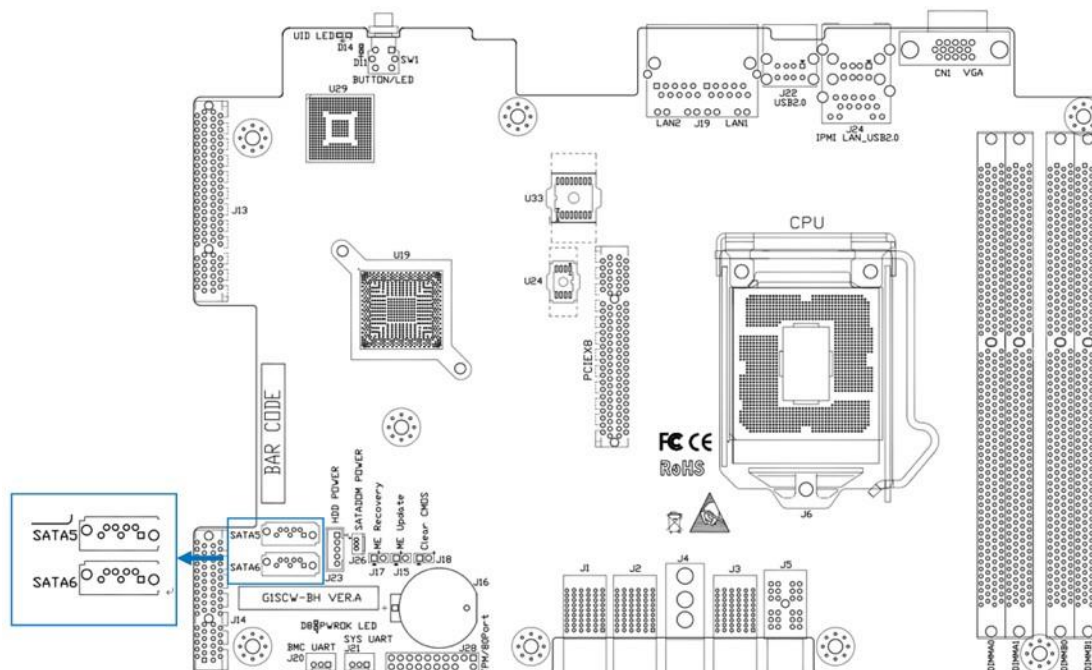 UID LED
D14
D11
SW1
BUTTON/LED
U29
LAN2 J19 LAN1
J22
USB2.0
J24
IPMI LAN_USB2.0
CN1 VGA
J13
U33
CPU
U19
U24
PCIEX8
BAR CODE
FC CE
RoHS
J6
SATA5
SATA6
SATA5
SATA6
HDD POWER
SATADOM POWER
ME Recovery
ME Update
Clear CMOS
J23
J26
J17
J15
J18
J16
G1SCW-BH VER.A
J14
PWROK LED
BMC UART
SYS UART
J20
J21
J28
J1
J2
J4
J3
J5
DIMMA1
DIMMB0